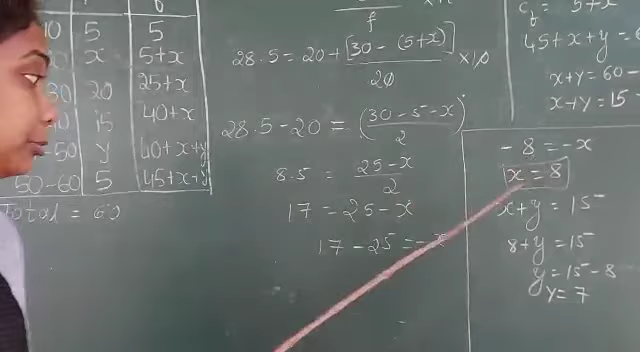 10 5 5
x 5+x
30 20 25+x
15 40+x
-50 y 40+x+y
50-60 5 45+x+y
Total = 60
f
28.5 = 20 + [30 - (5+x)] ×10
20
28.5 - 20 = (30 - 5 - x)
2
8.5 = 25 - x
2
17 = 25 - x
17 - 25 = - x
5+x
45+x+y = 6
x+y = 60 -
x+y = 15
- 8 = - x
x = 8
x+y = 15
8+y = 15
y = 15 - 8
y = 7